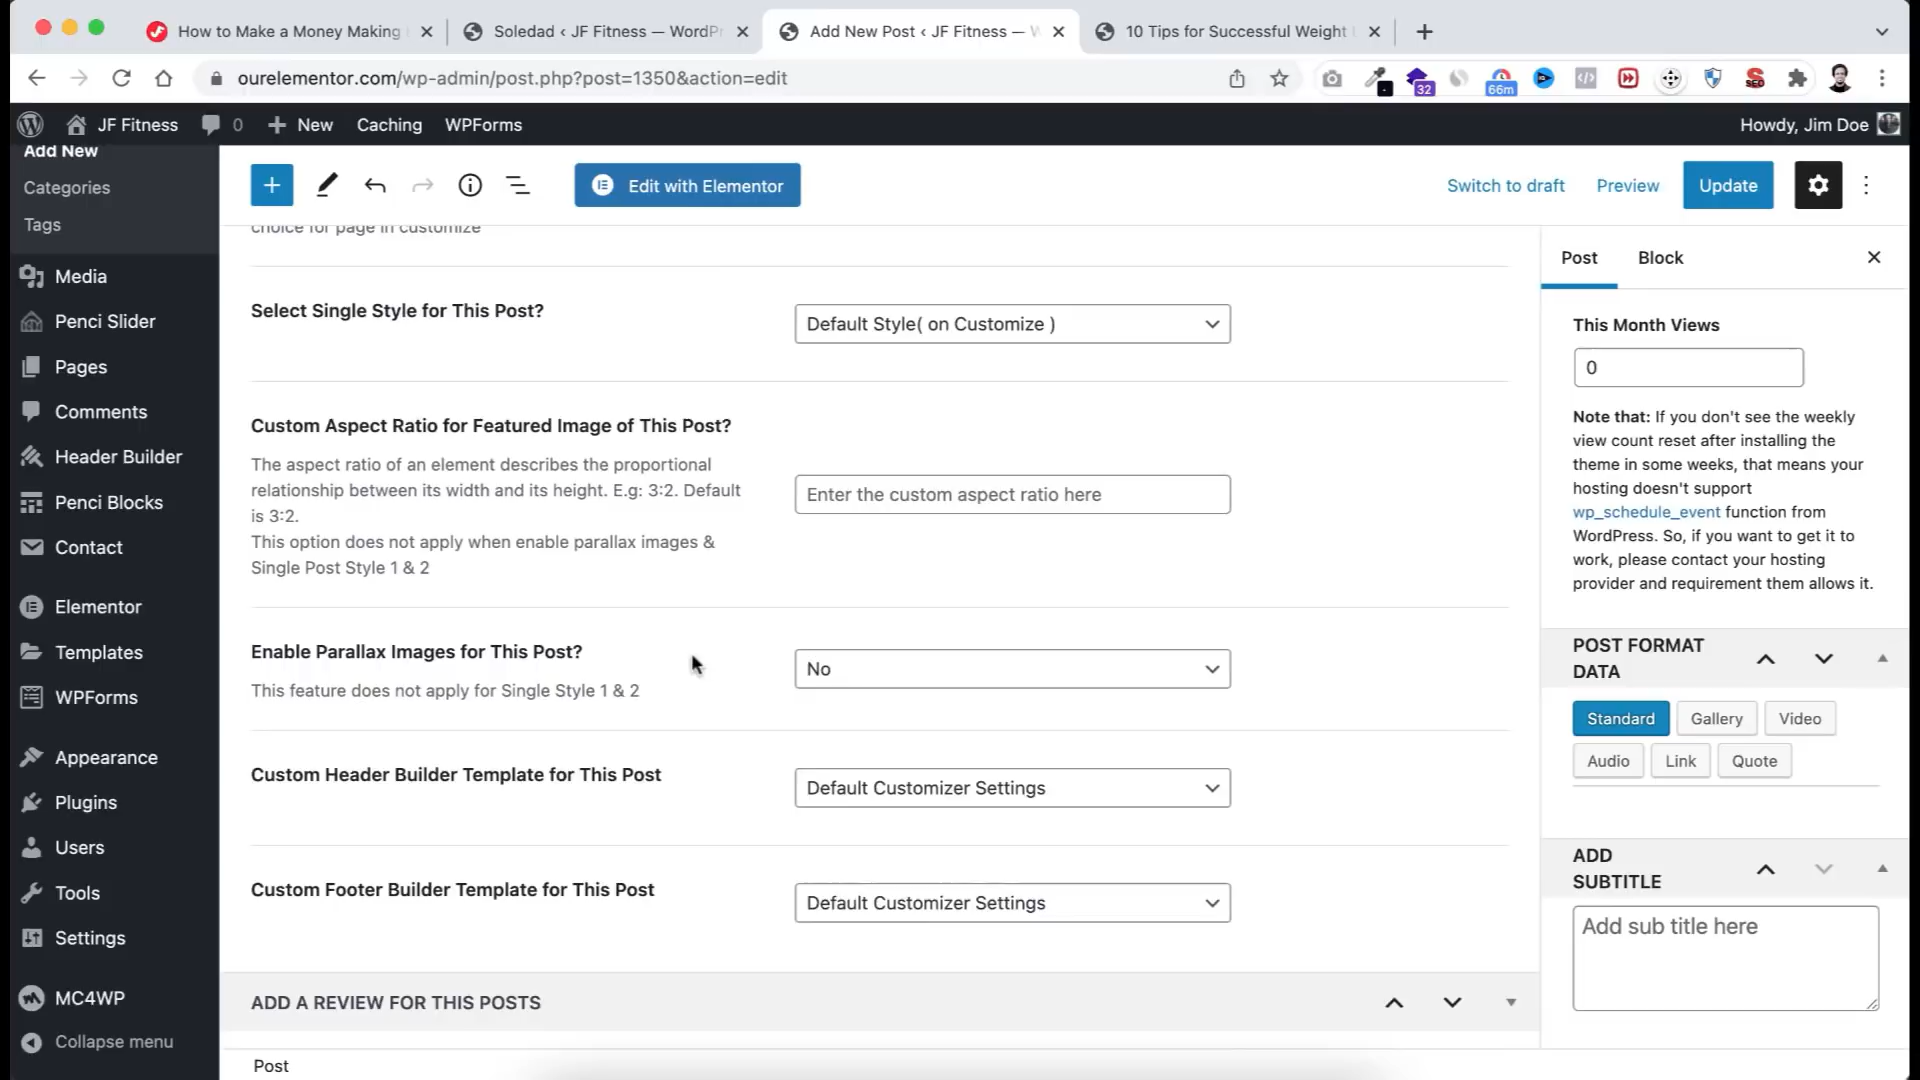 How to Make a Money Making
Soledad ‹ JF Fitness — WordPr
Add New Post ‹ JF Fitness — W
10 Tips for Successful Weight L
ourelementor.com/wp-admin/post.php?post=1350&action=edit
32
66m
SEO
JF Fitness
0
New
Caching
WPForms
Howdy, Jim Doe
Add New
Categories
Tags
Media
Penci Slider
Pages
Comments
Header Builder
Penci Blocks
Contact
Elementor
Templates
WPForms
Appearance
Plugins
Users
Tools
Settings
MC4WP
Collapse menu
Edit with Elementor
Switch to draft
Preview
Update
choice for page in customize
Select Single Style for This Post?
Default Style( on Customize )
Custom Aspect Ratio for Featured Image of This Post?
The aspect ratio of an element describes the proportional
relationship between its width and its height. E.g: 3:2. Default
is 3:2.
This option does not apply when enable parallax images &
Single Post Style 1 & 2
Enter the custom aspect ratio here
Enable Parallax Images for This Post?
This feature does not apply for Single Style 1 & 2
No
Custom Header Builder Template for This Post
Default Customizer Settings
Custom Footer Builder Template for This Post
Default Customizer Settings
ADD A REVIEW FOR THIS POSTS
Post
Post
Block
This Month Views
0
Note that: If you don't see the weekly
view count reset after installing the
theme in some weeks, that means your
hosting doesn't support
wp_schedule_event function from
WordPress. So, if you want to get it to
work, please contact your hosting
provider and requirement them allows it.
POST FORMAT
DATA
Standard
Gallery
Video
Audio
Link
Quote
ADD
SUBTITLE
Add sub title here